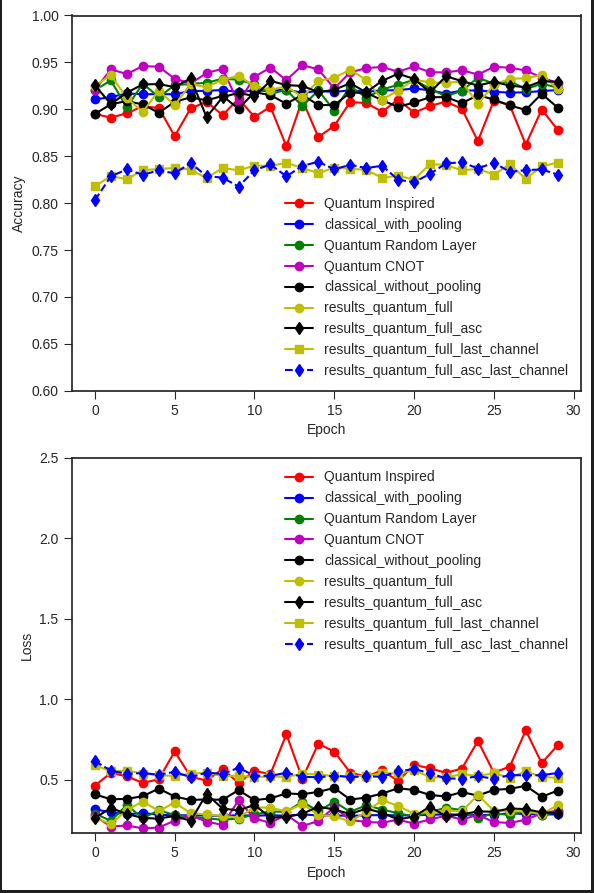 1.00
0.95
0.90
0.85
0.80
0.75
0.70
0.65
0.60
Accuracy
Quantum Inspired
classical_with_pooling
Quantum Random Layer
Quantum CNOT
classical_without_pooling
results_quantum_full
results_quantum_full_asc
results_quantum_full_last_channel
results_quantum_full_asc_last_channel
0 5 10 15 20 25 30
Epoch
2.5
2.0
1.5
1.0
0.5
Loss
Quantum Inspired
classical_with_pooling
Quantum Random Layer
Quantum CNOT
classical_without_pooling
results_quantum_full
results_quantum_full_asc
results_quantum_full_last_channel
results_quantum_full_asc_last_channel
0 5 10 15 20 25 30
Epoch